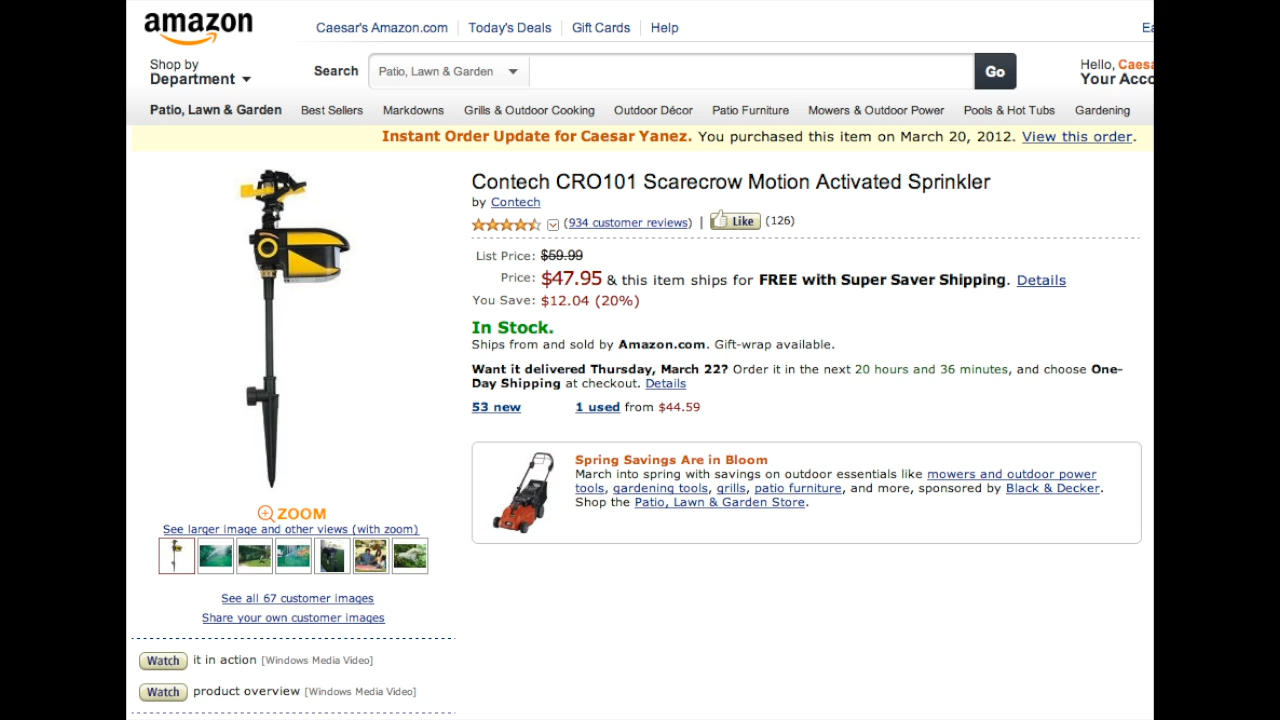 amazon
Caesar's Amazon.com
Today's Deals
Gift Cards
Help
Shop by
Department
Search
Patio, Lawn & Garden
Go
Hello,
Your
Patio, Lawn & Garden
Best Sellers
Markdowns
Grills & Outdoor Cooking
Outdoor Décor
Patio Furniture
Mowers & Outdoor Power
Pools & Hot Tubs
Gardening
Instant Order Update for Caesar Yanez. You purchased this item on March 20, 2012. View this order.
Contech CRO101 Scarecrow Motion Activated Sprinkler
by Contech
(934 customer reviews) | Like (126)
List Price: $59.99
Price: $47.95 & this item ships for FREE with Super Saver Shipping. Details
You Save: $12.04 (20%)
In Stock.
Ships from and sold by Amazon.com. Gift-wrap available.
Want it delivered Thursday, March 22? Order it in the next 20 hours and 36 minutes, and choose One-
Day Shipping at checkout. Details
53 new
1 used from $44.59
Spring Savings Are in Bloom
March into spring with savings on outdoor essentials like mowers and outdoor power
tools, gardening tools, grills, patio furniture, and more, sponsored by Black & Decker.
Shop the Patio, Lawn & Garden Store.
ZOOM
See larger image and other views (with zoom)
See all 67 customer images
Share your own customer images
Watch it in action [Windows Media Video]
Watch product overview [Windows Media Video]